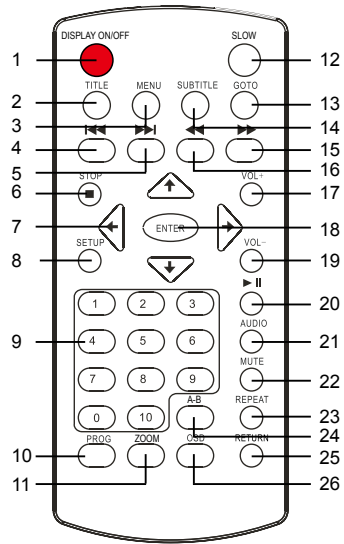 DISPLAY ON/OFF SLOW
1 12
TITLE MENU SUBTITLE GOTO
2 13
3 14
4 15
5 16
STOP VOL+
6 17
7 ENTER 18
SETUP VOL−
8 19
1 2 3 20
AUDIO
9 4 5 6 21
MUTE
7 8 9 22
A-B REPEAT
0 10 23
24
PROG ZOOM OSD RETURN
10 25
11 26